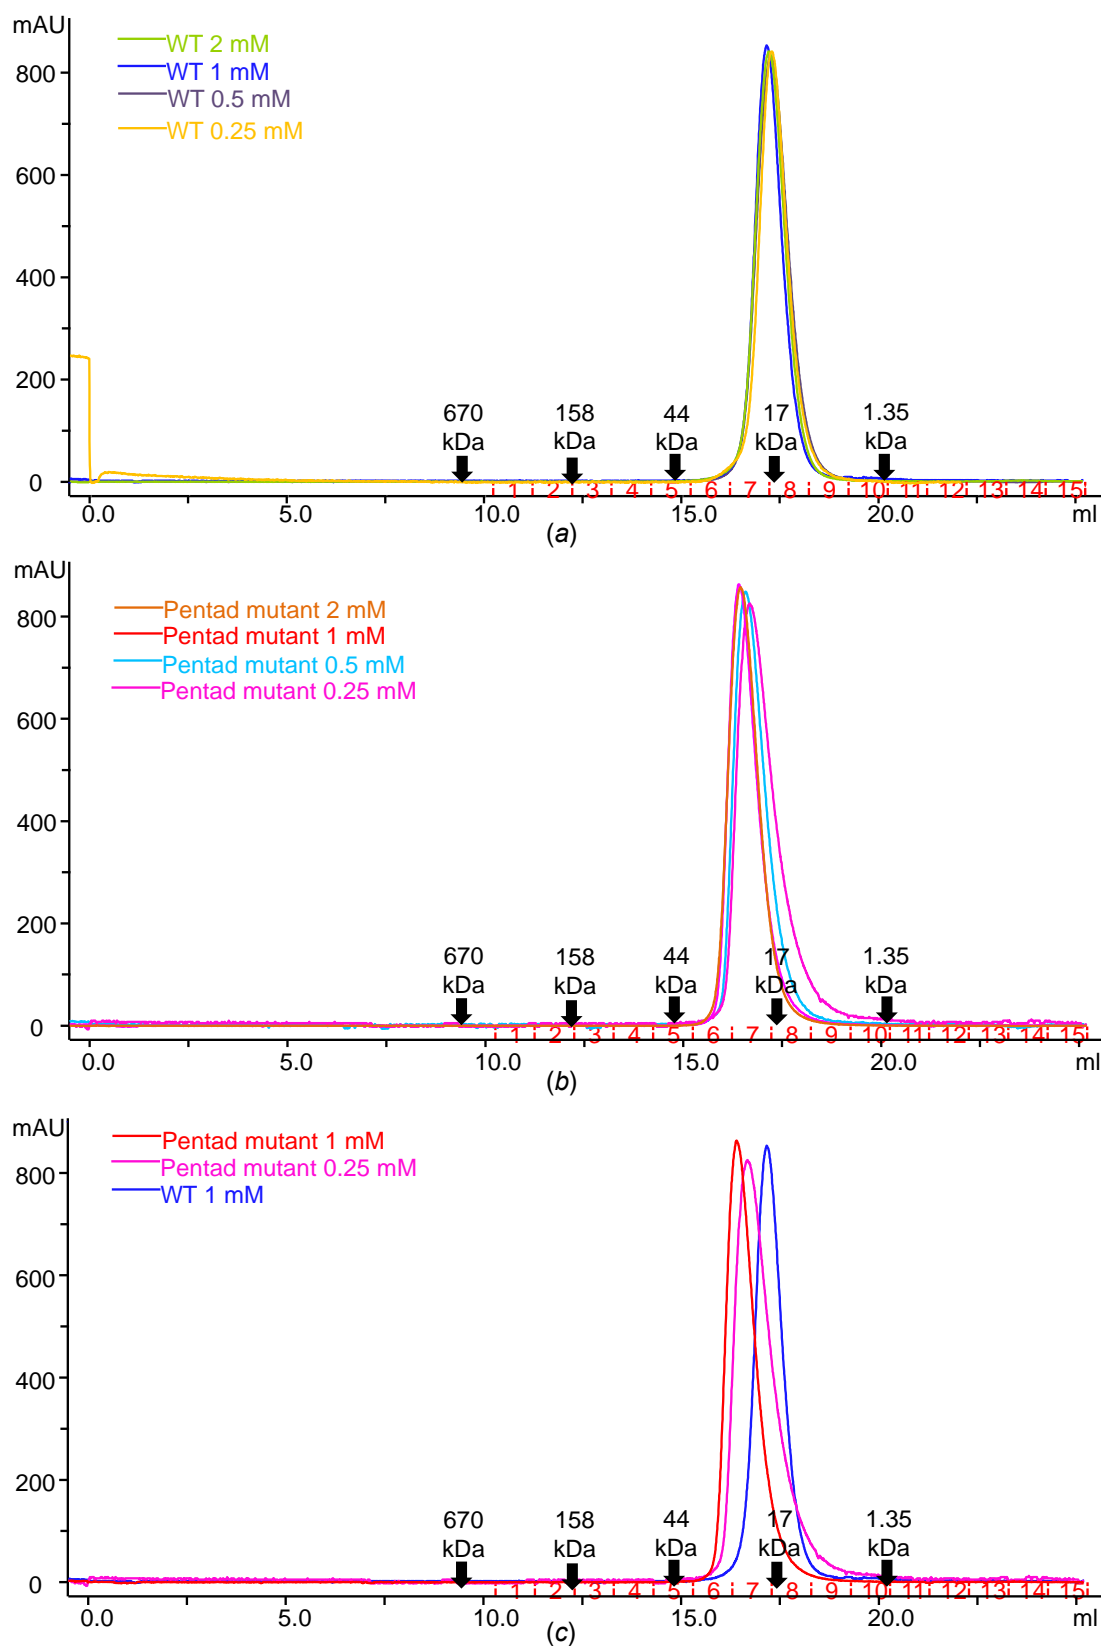 mAU
WT 2 mM
WT 1 mM
WT 0.5 mM
WT 0.25 mM
800
600
400
200
0
670 kDa
158 kDa
44 kDa
17 kDa
1.35 kDa
1 2 3 4 5 6 7 8 9 10 11 12 13 14 15
0.0 5.0 10.0 15.0 20.0 ml
(a)
mAU
Pentad mutant 2 mM
Pentad mutant 1 mM
Pentad mutant 0.5 mM
Pentad mutant 0.25 mM
800
600
400
200
0
670 kDa
158 kDa
44 kDa
17 kDa
1.35 kDa
1 2 3 4 5 6 7 8 9 10 11 12 13 14 15
0.0 5.0 10.0 15.0 20.0 ml
(b)
mAU
Pentad mutant 1 mM
Pentad mutant 0.25 mM
WT 1 mM
800
600
400
200
0
670 kDa
158 kDa
44 kDa
17 kDa
1.35 kDa
1 2 3 4 5 6 7 8 9 10 11 12 13 14 15
0.0 5.0 10.0 15.0 20.0 ml
(c)